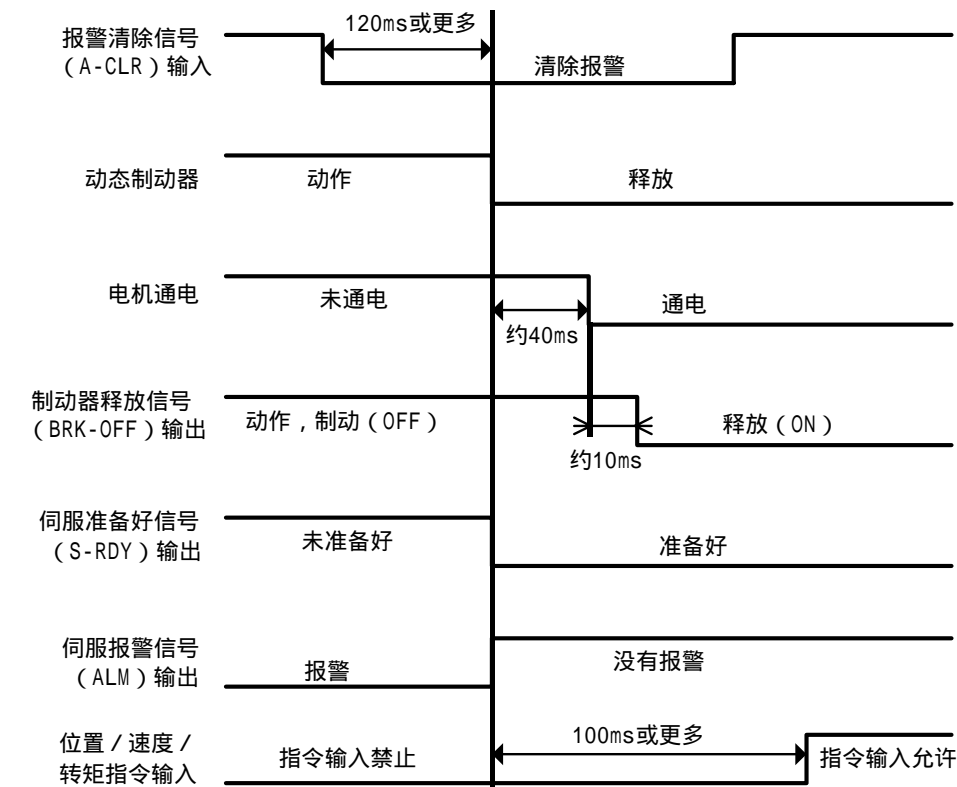 120ms或更多
报警清除信号
（A-CLR）输入
清除报警
动态制动器
动作
释放
电机通电
未通电
通电
约40ms
制动器释放信号
（BRK-OFF）输出
动作，制动（OFF）
释放（ON）
约10ms
伺服准备好信号
（S-RDY）输出
未准备好
准备好
伺服报警信号
（ALM）输出
报警
没有报警
位置／速度／
转矩指令输入
指令输入禁止
100ms或更多
指令输入允许